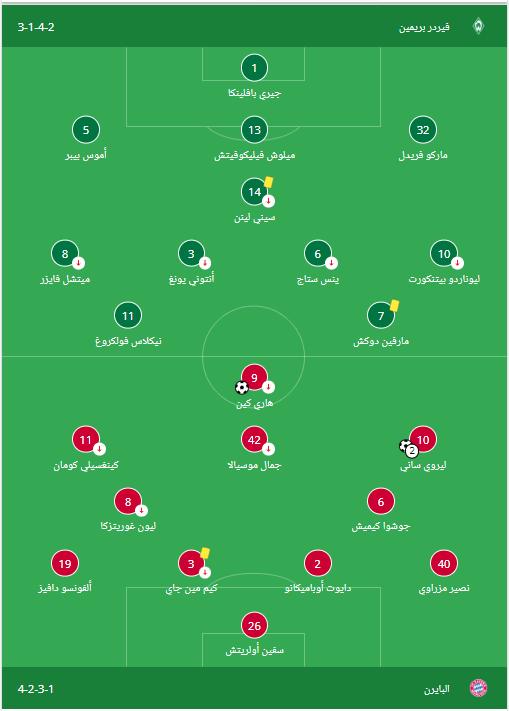 فيردر بريمين 3-1-4-2
1
جيري بافلينكا
5 13 32
أموس بيبر ميلوش فيليكوفيتش ماركو فريدل
14
سيني لينن
8 3 6 10
ميتشل فايزر أنتوني يونغ ينس ستاج ليوناردو بيتنكورت
11 7
نيكلاس فولكروغ مارفين دوكش
9
هاري كين
11 42 10 2
كينغسيلي كومان جمال موسيالا ليروي ساني
8 6
ليون غوريتزكا جوشوا كيميش
19 3 2 40
ألفونسو دافيز كيم مين جاي دايوت أوباميكانو نصير مزراوي
26
سفين أولريتش
البايرن 4-2-3-1